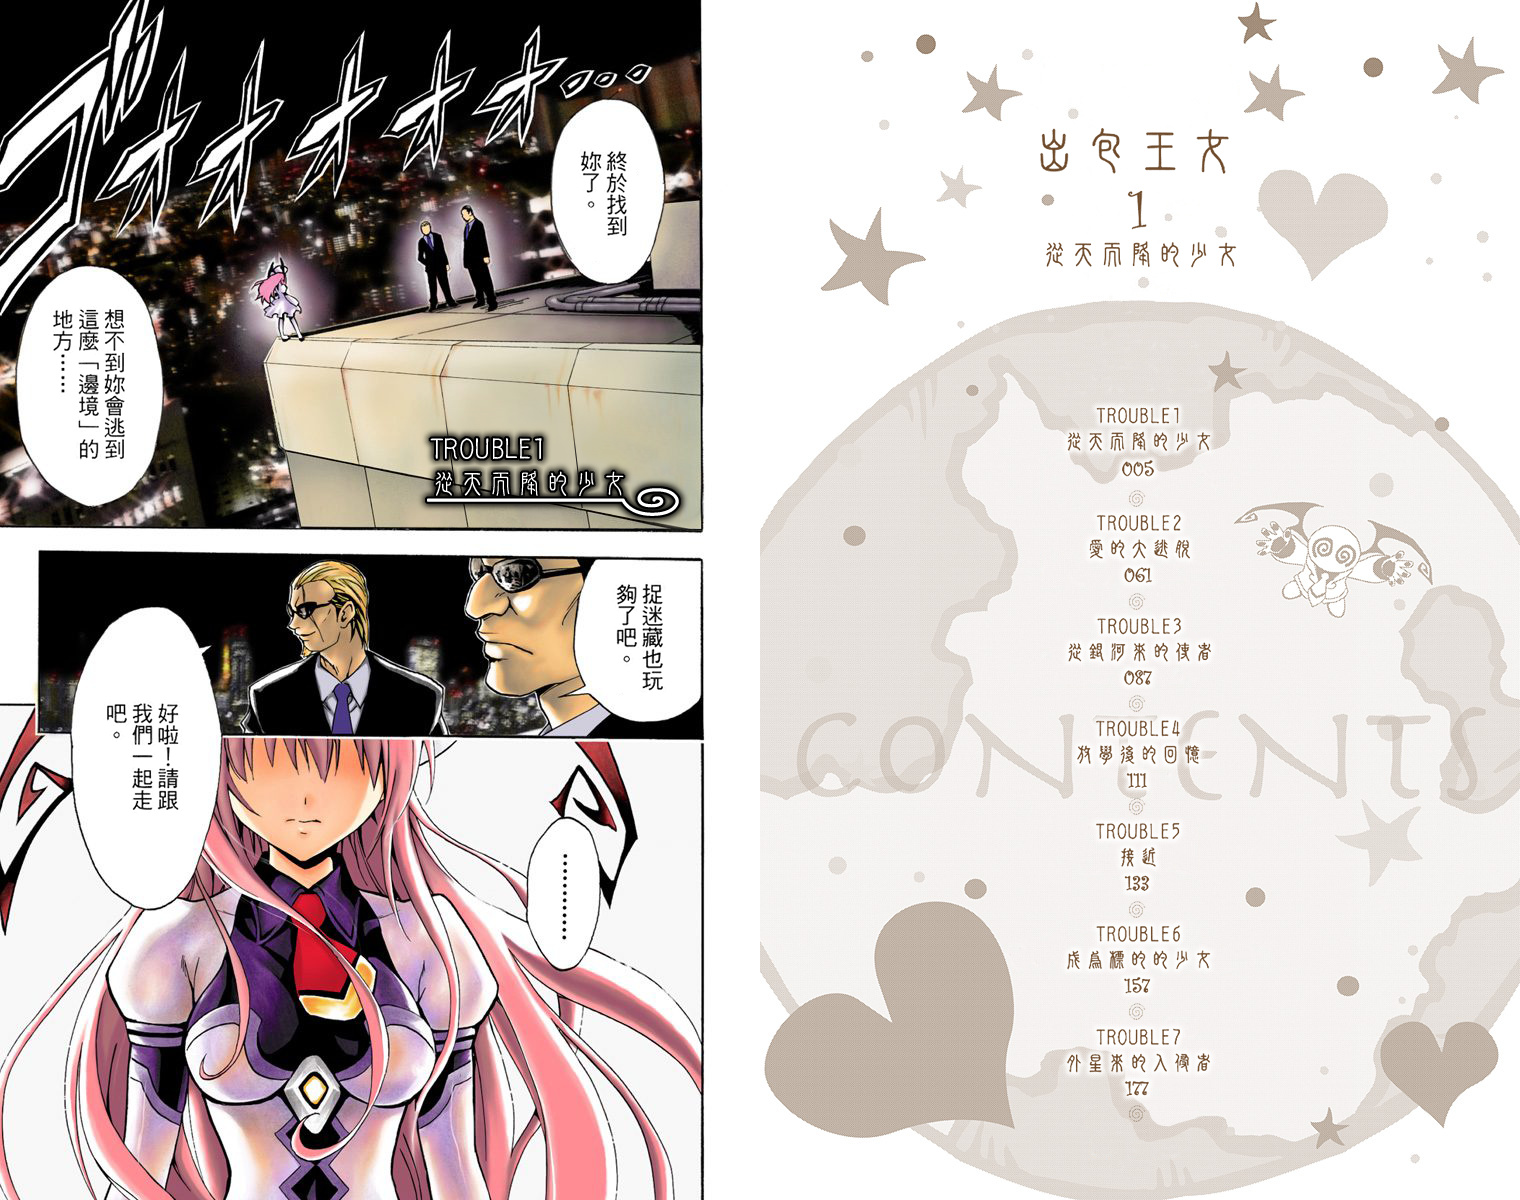 出包王女
1
從天而降的少女
TROUBLE1
從天而降的少女
005
TROUBLE2
愛的大逃脫
061
TROUBLE3
從銀河來的使者
087
TROUBLE4
放學後的回憶
111
TROUBLE5
接近
133
TROUBLE6
成為標的的少女
157
TROUBLE7
外星來的入侵者
177
CONTENTS
ゴォォォォォ…
終於找到
妳了。
想不到妳會逃到
這麼「邊境」的
地方……
TROUBLE1
從天而降的少女
捉迷藏也玩
夠了吧。
好啦！請跟
我們一起走
吧。
…………